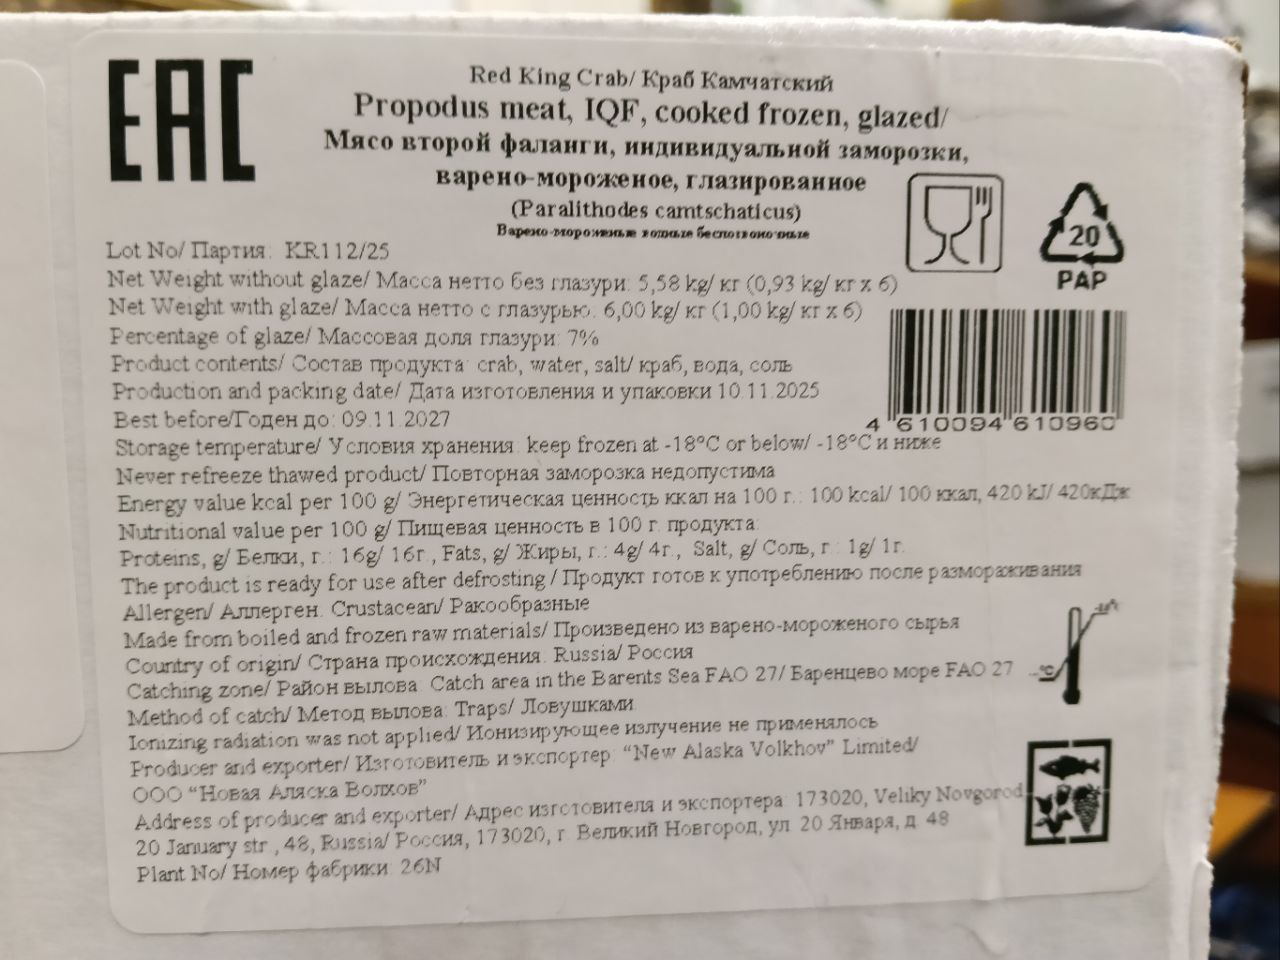 EAC
Red King Crab/ Краб Камчатский
Propodus meat, IQF, cooked frozen, glazed/
Мясо второй фаланги, индивидуальной заморозки,
варено-мороженое, глазированное
(Paralithodes camtschaticus)
Варено-мороженые водные беспозвоночные
Lot No/ Партия: KR112/25
Net Weight without glaze/ Масса нетто без глазури: 5,58 kg/ кг (0,93 kg/ кг x 6)
Net Weight with glaze/ Масса нетто с глазурью: 6,00 kg/ кг (1,00 kg/ кг x 6)
Percentage of glaze/ Массовая доля глазури: 7%
Product contents/ Состав продукта: crab, water, salt/ краб, вода, соль
Production and packing date/ Дата изготовления и упаковки 10.11.2025
Best before/Годен до: 09.11.2027
Storage temperature/ Условия хранения: keep frozen at -18°C or below/ -18°C и ниже
Never refreeze thawed product/ Повторная заморозка недопустима
Energy value kcal per 100 g/ Энергетическая ценность ккал на 100 г.: 100 kcal/ 100 ккал, 420 kJ/ 420кДж
Nutritional value per 100 g/ Пищевая ценность в 100 г. продукта:
Proteins, g/ Белки, г.: 16g/ 16г., Fats, g/ Жиры, г.: 4g/ 4г., Salt, g/ Соль, г.: 1g/ 1г.
The product is ready for use after defrosting / Продукт готов к употреблению после размораживания
Allergen/ Аллерген: Crustacean/ Ракообразные
Made from boiled and frozen raw materials/ Произведено из варено-мороженого сырья
Country of origin/ Страна происхождения: Russia/ Россия
Catching zone/ Район вылова: Catch area in the Barents Sea FAO 27/ Баренцево море FAO 27
Method of catch/ Метод вылова: Traps/ Ловушками
Ionizing radiation was not applied/ Ионизирующее излучение не применялось
Producer and exporter/ Изготовитель и экспортер: "New Alaska Volkhov" Limited/
ООО "Новая Аляска Волхов"
Address of producer and exporter/ Адрес изготовителя и экспортера: 173020, Veliky Novgorod
20 January str., 48, Russia/ Россия, 173020, г. Великий Новгород, ул. 20 Января, д. 48
Plant No/ Номер фабрики: 26N
20
PAP
4 610094 610960
-18°C
°C